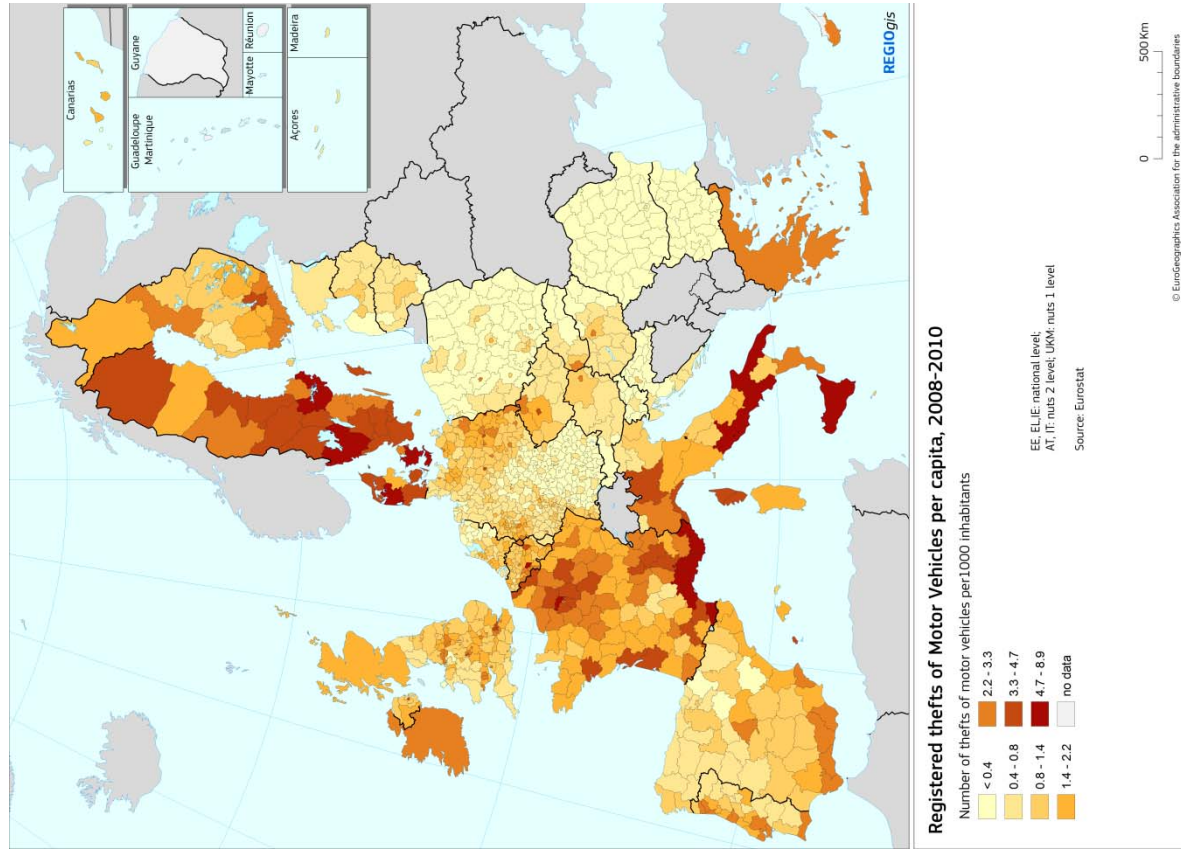 Canarias
Guyane
Guadeloupe
Martinique
Mayotte
Réunion
Açores
Madeira
REGIOgis
Registered thefts of Motor Vehicles per capita, 2008-2010
Number of thefts of motor vehicles per1000 inhabitants
< 0.4
0.4 - 0.8
0.8 - 1.4
1.4 - 2.2
2.2 - 3.3
3.3 - 4.7
4.7 - 8.9
no data
EE, EL,IE: national level;
AT, IT: nuts 2 level; UKM: nuts 1 level
Source: Eurostat
0 500 Km
© EuroGeographics Association for the administrative boundaries